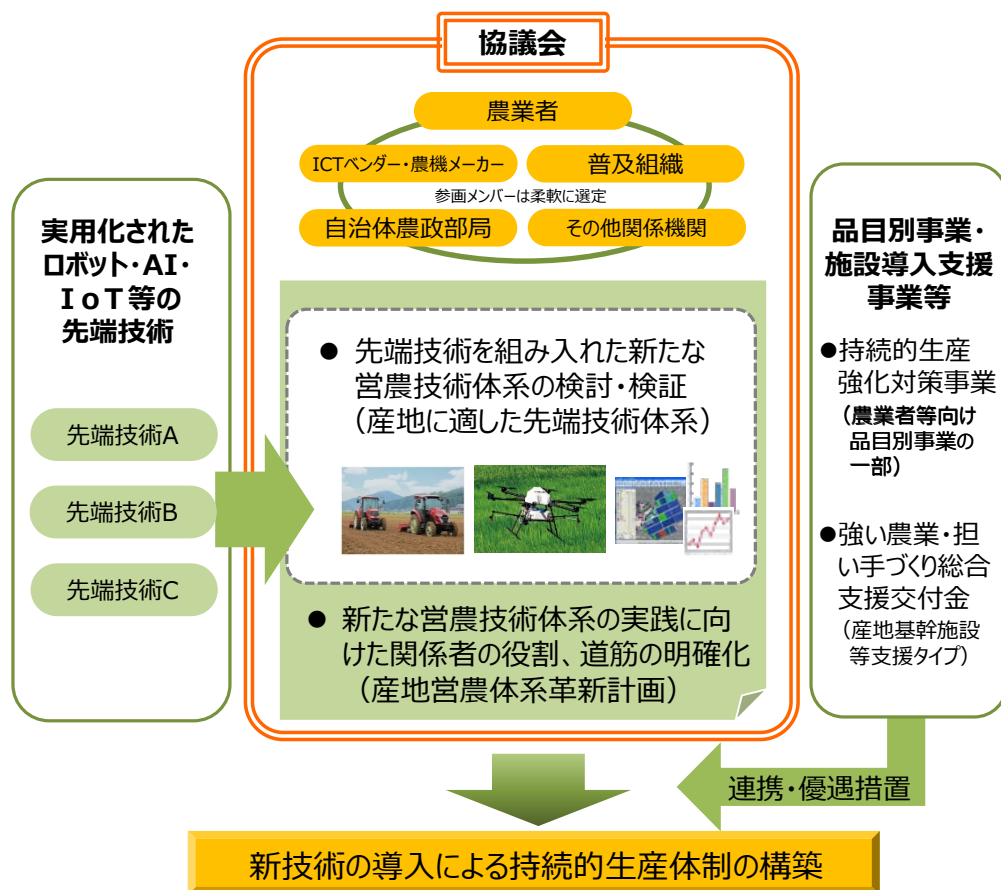 協議会
農業者
ICTベンダー・農機メーカー
普及組織
参画メンバーは柔軟に選定
自治体農政部局
その他関係機関
実用化された
ロボット・AI・
ＩｏＴ等の
先端技術
先端技術A
先端技術B
先端技術C
● 先端技術を組み入れた新たな
営農技術体系の検討・検証
（産地に適した先端技術体系）
● 新たな営農技術体系の実践に向
けた関係者の役割、道筋の明確化
（産地営農体系革新計画）
品目別事業・
施設導入支援
事業等
●持続的生産
強化対策事業
（農業者等向け
品目別事業の
一部）
●強い農業・担
い手づくり総合
支援交付金
（産地基幹施設
等支援タイプ）
連携・優遇措置
新技術の導入による持続的生産体制の構築